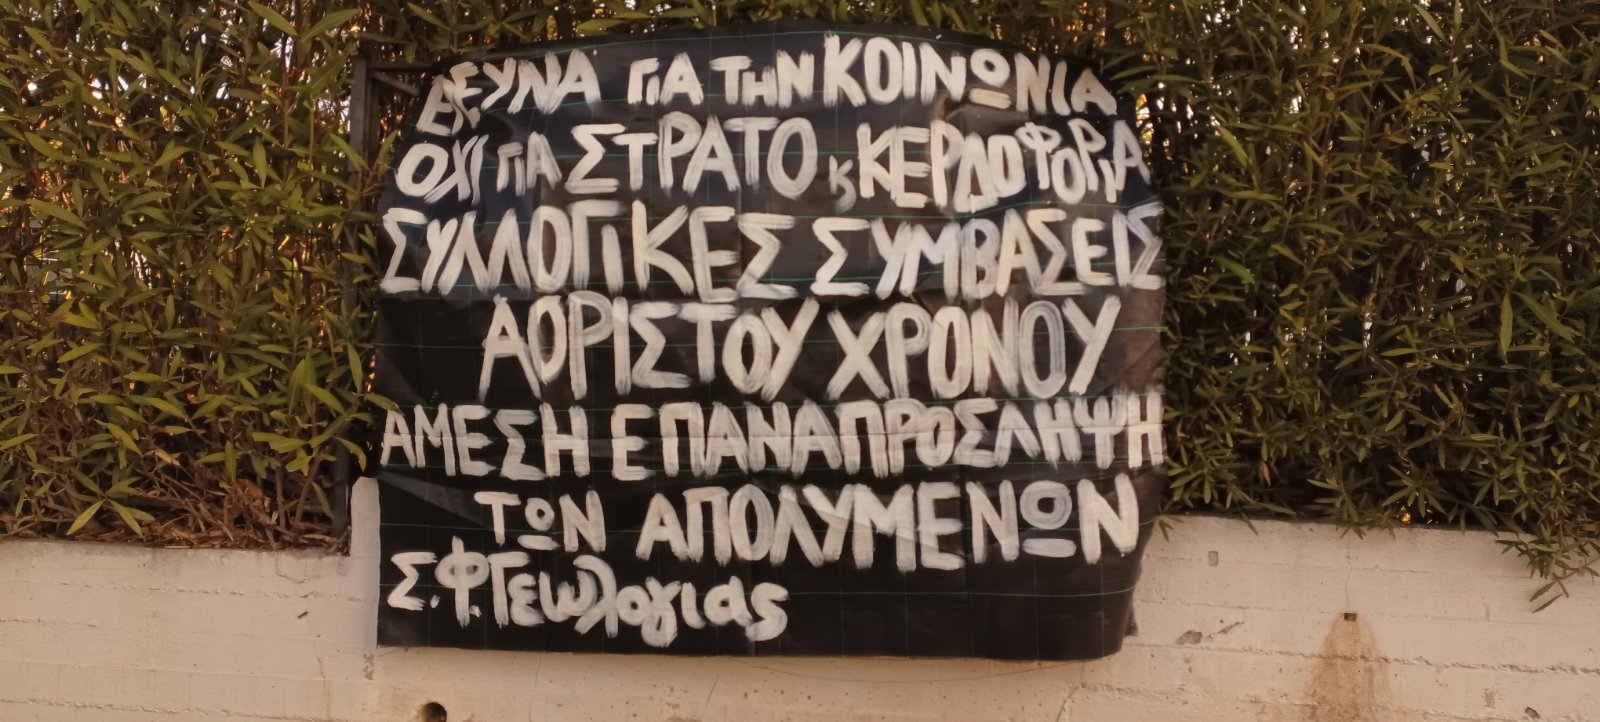 ΕΡΕΥΝΑ ΓΙΑ ΤΗΝ ΚΟΙΝΩΝΙΑ
ΟΧΙ ΓΙΑ ΣΤΡΑΤΟ κ ΚΕΡΔΟΦΟΡΙΑ
ΣΥΛΛΟΓΙΚΕΣ ΣΥΜΒΑΣΕΙΣ
ΑΟΡΙΣΤΟΥ ΧΡΟΝΟΥ
ΑΜΕΣΗ ΕΠΑΝΑΠΡΟΣΛΗΨΗ
ΤΩΝ ΑΠΟΛΥΜΕΝΩΝ
Σ.Φ. Γεωλογιας